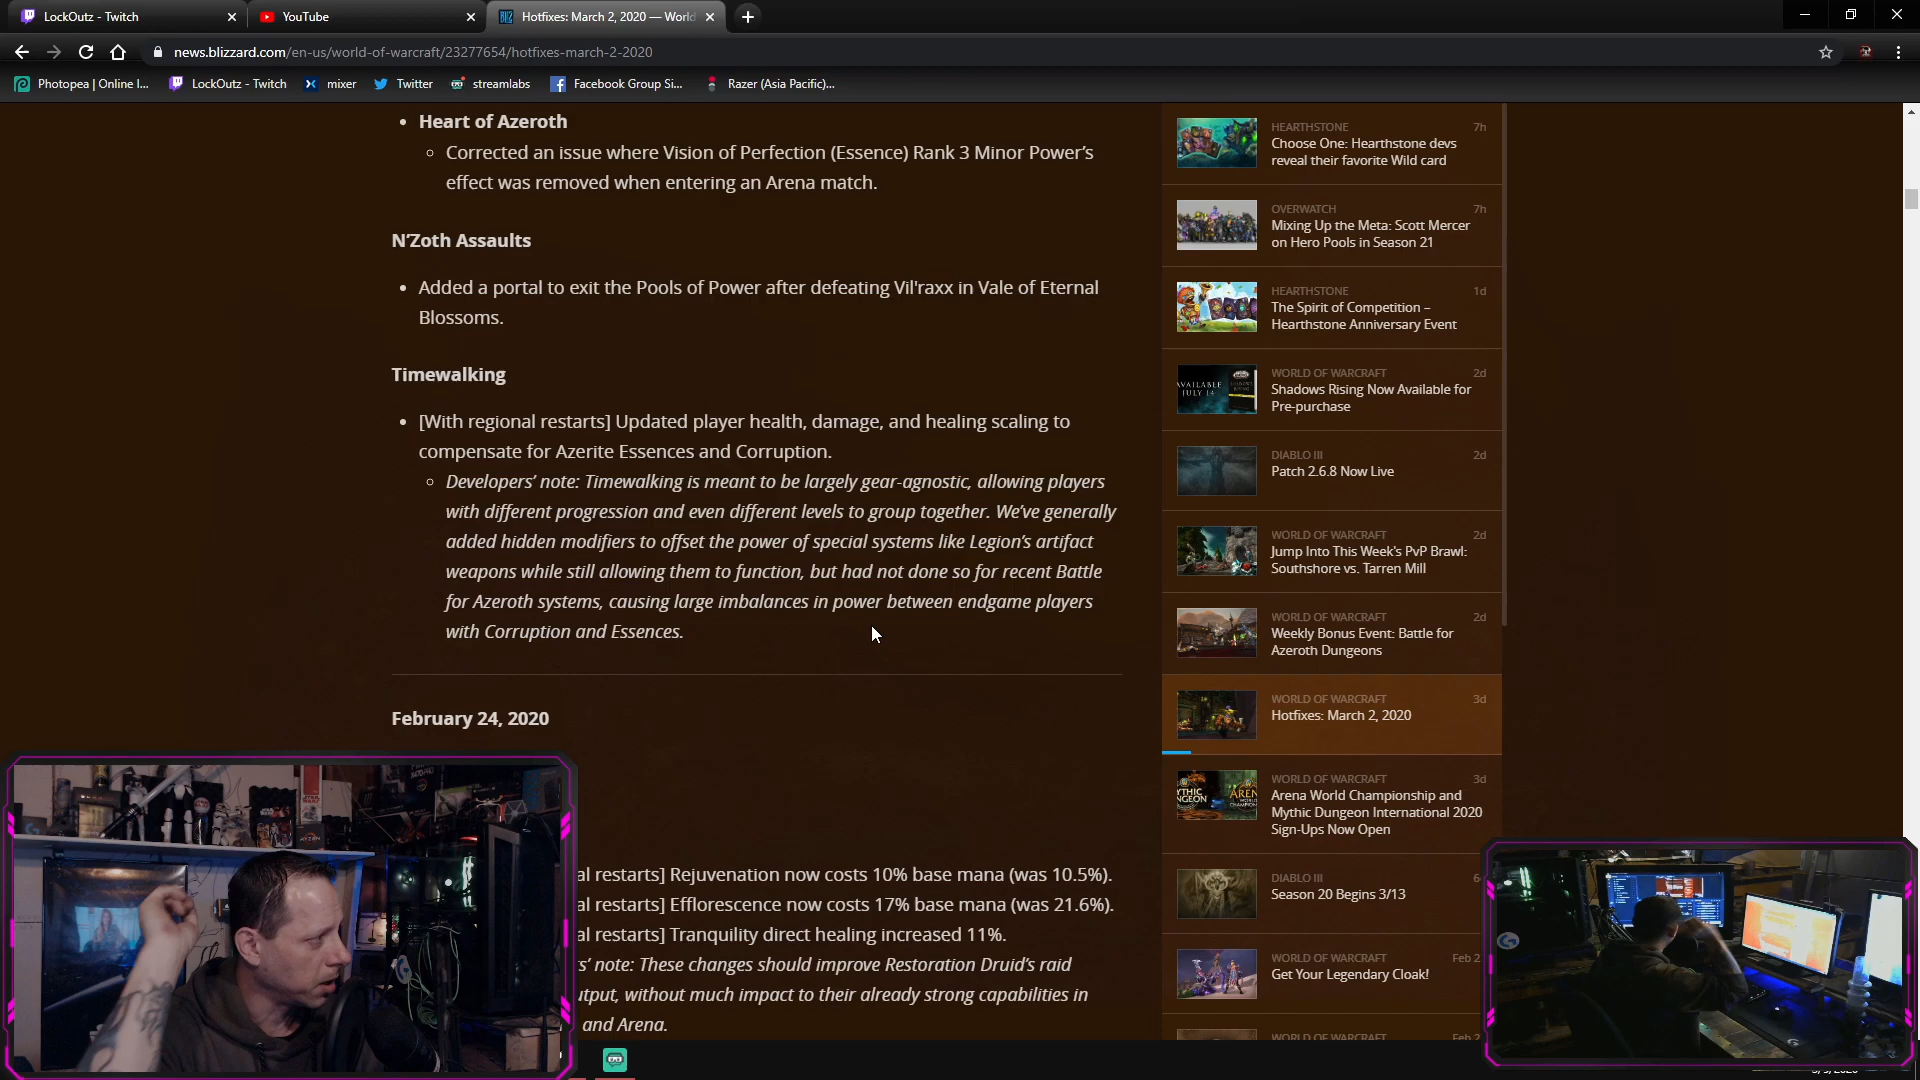 LockOutz - Twitch
YouTube
Hotfixes: March 2, 2020 — World
news.blizzard.com/en-us/world-of-warcraft/23277654/hotfixes-march-2-2020
Photopea | Online I...
LockOutz - Twitch
mixer
Twitter
streamlabs
Facebook Group Si...
Razer (Asia Pacific)...
Heart of Azeroth
Corrected an issue where Vision of Perfection (Essence) Rank 3 Minor Power's
effect was removed when entering an Arena match.
N'Zoth Assaults
Added a portal to exit the Pools of Power after defeating Vil'raxx in Vale of Eternal
Blossoms.
Timewalking
[With regional restarts] Updated player health, damage, and healing scaling to
compensate for Azerite Essences and Corruption.
Developers' note: Timewalking is meant to be largely gear-agnostic, allowing players
with different progression and even different levels to group together. We've generally
added hidden modifiers to offset the power of special systems like Legion's artifact
weapons while still allowing them to function, but had not done so for recent Battle
for Azeroth systems, causing large imbalances in power between endgame players
with Corruption and Essences.
February 24, 2020
al restarts] Rejuvenation now costs 10% base mana (was 10.5%).
al restarts] Efflorescence now costs 17% base mana (was 21.6%).
al restarts] Tranquility direct healing increased 11%.
rs' note: These changes should improve Restoration Druid's raid
utput, without much impact to their already strong capabilities in
and Arena.
HEARTHSTONE 7h
Choose One: Hearthstone devs
reveal their favorite Wild card
OVERWATCH 7h
Mixing Up the Meta: Scott Mercer
on Hero Pools in Season 21
HEARTHSTONE 1d
The Spirit of Competition –
Hearthstone Anniversary Event
AVAILABLE
JULY 14
WORLD OF WARCRAFT 2d
Shadows Rising Now Available for
Pre-purchase
DIABLO III 2d
Patch 2.6.8 Now Live
WORLD OF WARCRAFT 2d
Jump Into This Week's PvP Brawl:
Southshore vs. Tarren Mill
WORLD OF WARCRAFT 2d
Weekly Bonus Event: Battle for
Azeroth Dungeons
WORLD OF WARCRAFT 3d
Hotfixes: March 2, 2020
WORLD OF WARCRAFT 3d
Arena World Championship and
Mythic Dungeon International 2020
Sign-Ups Now Open
DIABLO III 6
Season 20 Begins 3/13
WORLD OF WARCRAFT Feb 2
Get Your Legendary Cloak!
WORLD OF WARCRAFT Feb 2